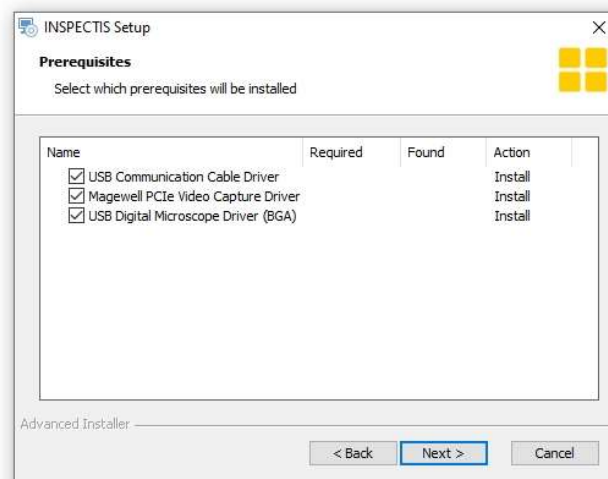 INSPECTIS Setup
Prerequisites
Select which prerequisites will be installed
Name Required Found Action
USB Communication Cable Driver Install
Magewell PCIe Video Capture Driver Install
USB Digital Microscope Driver (BGA) Install
Advanced Installer
< Back Next > Cancel